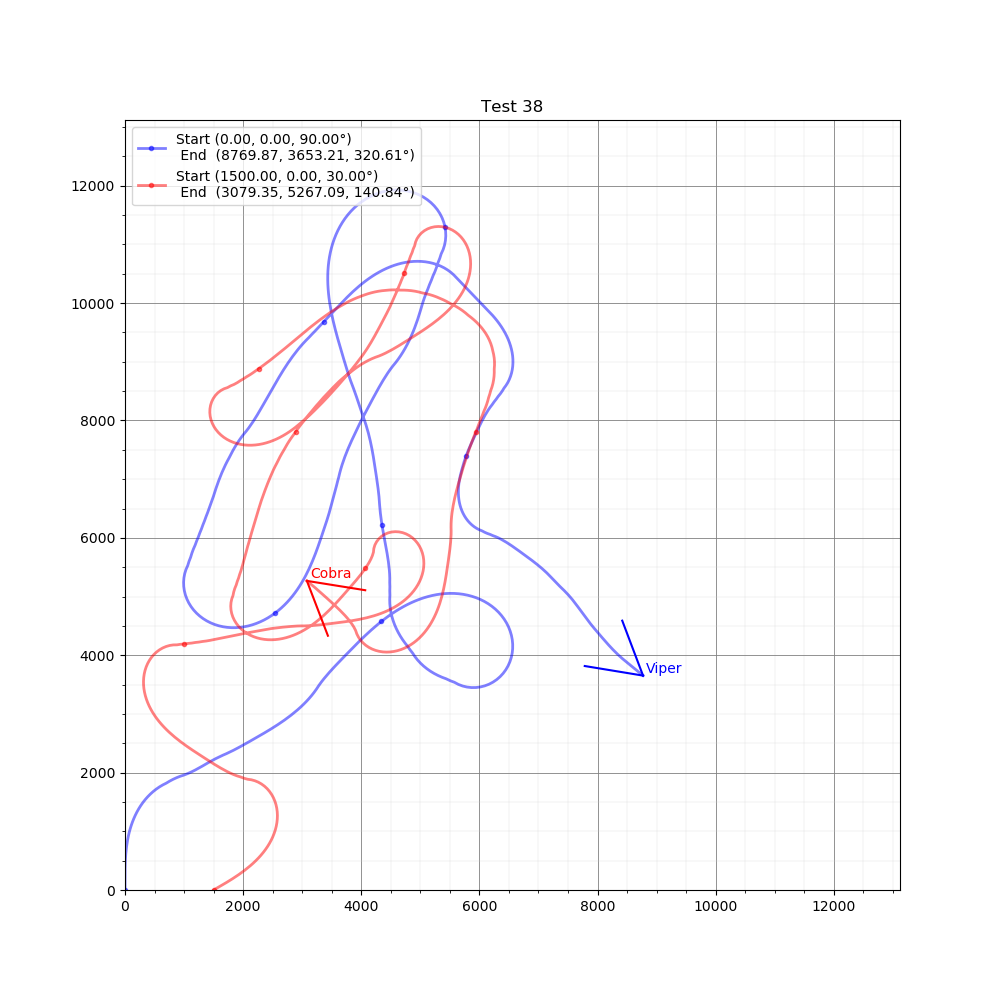 Test 38
Start (0.00, 0.00, 90.00°)
End (8769.87, 3653.21, 320.61°)
Start (1500.00, 0.00, 30.00°)
End (3079.35, 5267.09, 140.84°)
12000
10000
8000
6000
Cobra
4000
Viper
2000
0
0 2000 4000 6000 8000 10000 12000